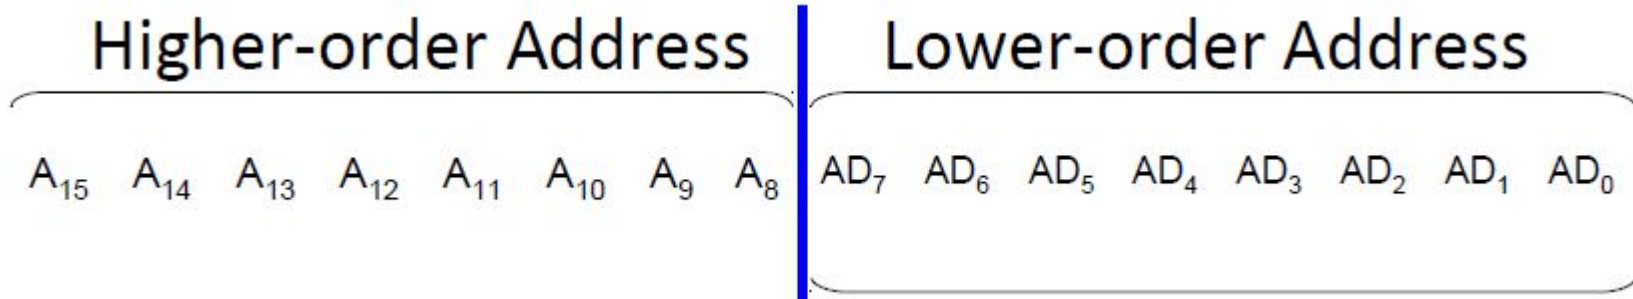 Higher-order Address Lower-order Address
A₁₅ A₁₄ A₁₃ A₁₂ A₁₁ A₁₀ A₉ A₈ AD₇ AD₆ AD₅ AD₄ AD₃ AD₂ AD₁ AD₀